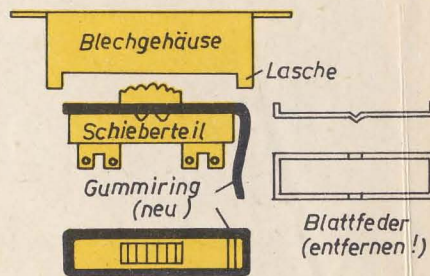 Blechgehäuse
Lasche
Schieberteil
Gummiring
(neu)
Blattfeder
(entfernen!)